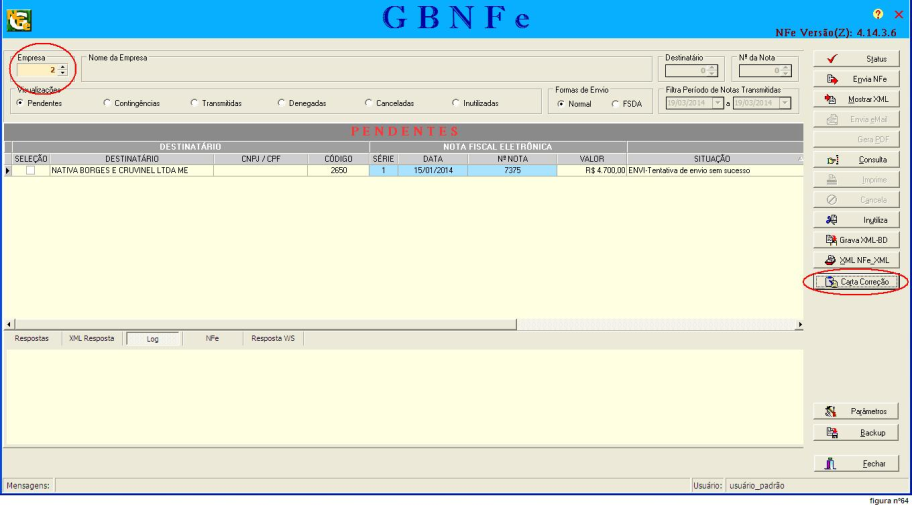 GBNFe
NFe Versão(Z): 4.14.3.6
Empresa
2
Nome da Empresa
Destinatário
0
Nº da Nota
0
Visualizações
Pendentes
Contingências
Transmitidas
Denegadas
Canceladas
Inutilizadas
Formas de Envio
Normal
FSDA
Filtra Período de Notas Transmitidas
19/03/2014 a 19/03/2014
PENDENTES
DESTINATÁRIO
NOTA FISCAL ELETRÔNICA
SELEÇÃO DESTINATÁRIO CNPJ / CPF CÓDIGO SÉRIE DATA Nº NOTA VALOR SITUAÇÃO
NATIVA BORGES E CRUVINEL LTDA ME 2650 1 15/01/2014 7375 R$ 4.700,00 ENVI-Tentativa de envio sem sucesso
Respostas
XML Resposta
Log
NFe
Resposta WS
Status
Envia NFe
Mostrar XML
Envia eMail
Gera PDF
Consulta
Imprime
Cancela
Inutiliza
Grava XML-BD
XML NFe_XML
Carta Correção
Parâmetros
Backup
Fechar
Mensagens:
Usuário: usuário_padrão
figura nº64